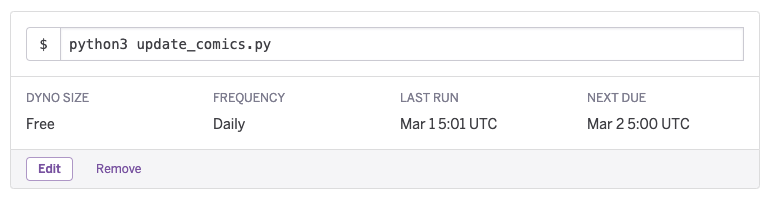 $ python3 update_comics.py
DYNO SIZE FREQUENCY LAST RUN NEXT DUE
Free Daily Mar 1 5:01 UTC Mar 2 5:00 UTC
Edit Remove